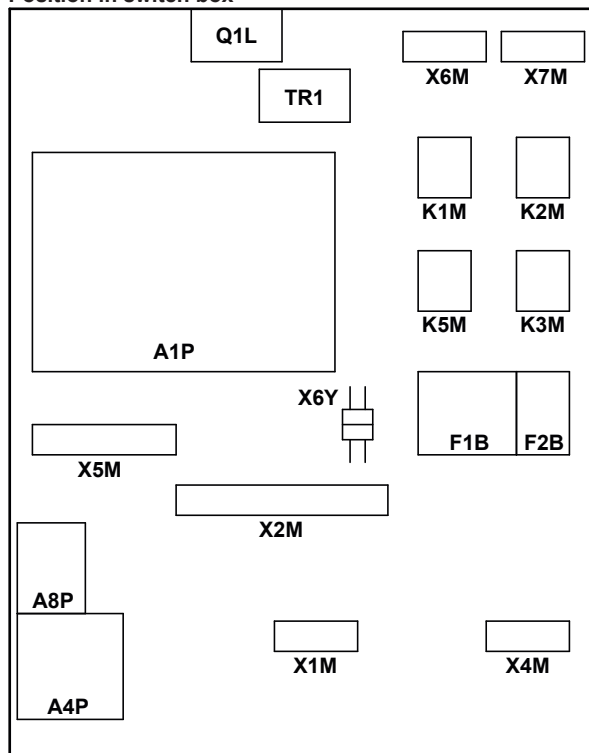 Position in switch box
Q1L
X6M X7M
TR1
K1M K2M
K5M K3M
A1P
X6Y
F1B F2B
X5M
X2M
A8P
X1M X4M
A4P